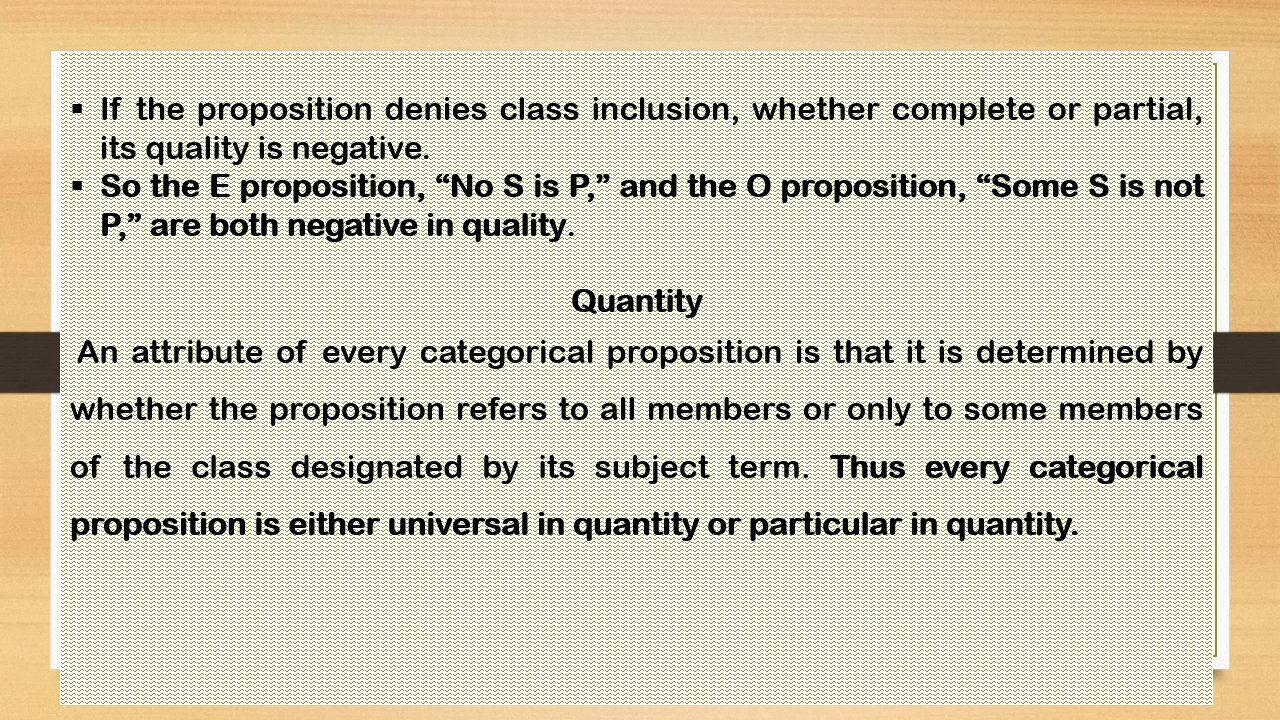 ▪ If the proposition denies class inclusion, whether complete or partial,
its quality is negative.
▪ So the E proposition, “No S is P,” and the O proposition, “Some S is not
P,” are both negative in quality.
Quantity
An attribute of every categorical proposition is that it is determined by
whether the proposition refers to all members or only to some members
of the class designated by its subject term. Thus every categorical
proposition is either universal in quantity or particular in quantity.